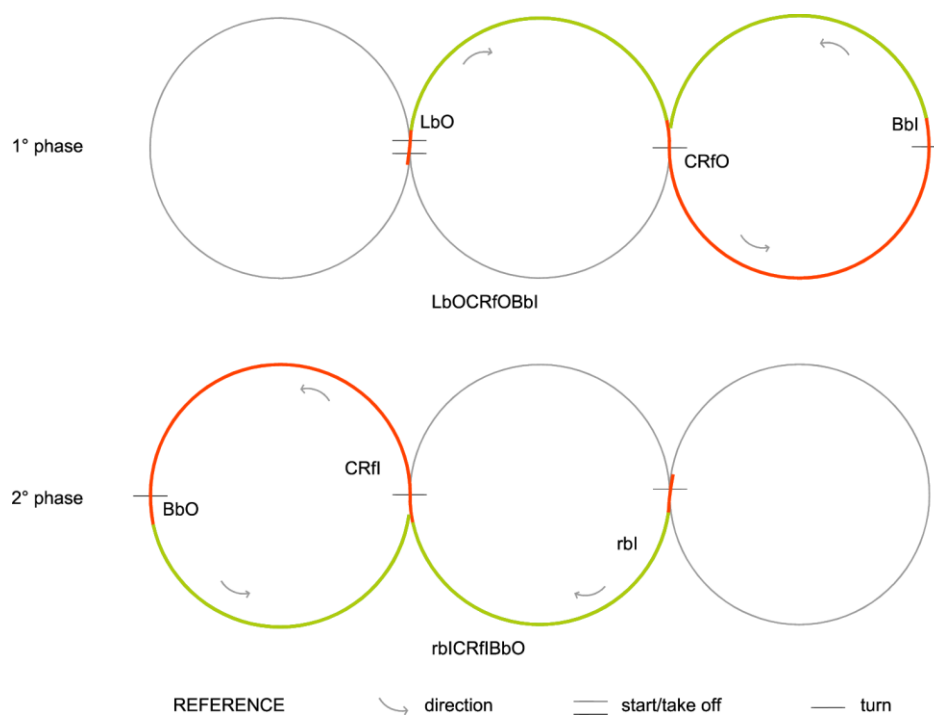 LbO
BbI
1° phase
CRfO
LbOCRfOBbI
CRfI
2° phase
BbO
rbI
rbICRfIBbO
REFERENCE direction start/take off turn